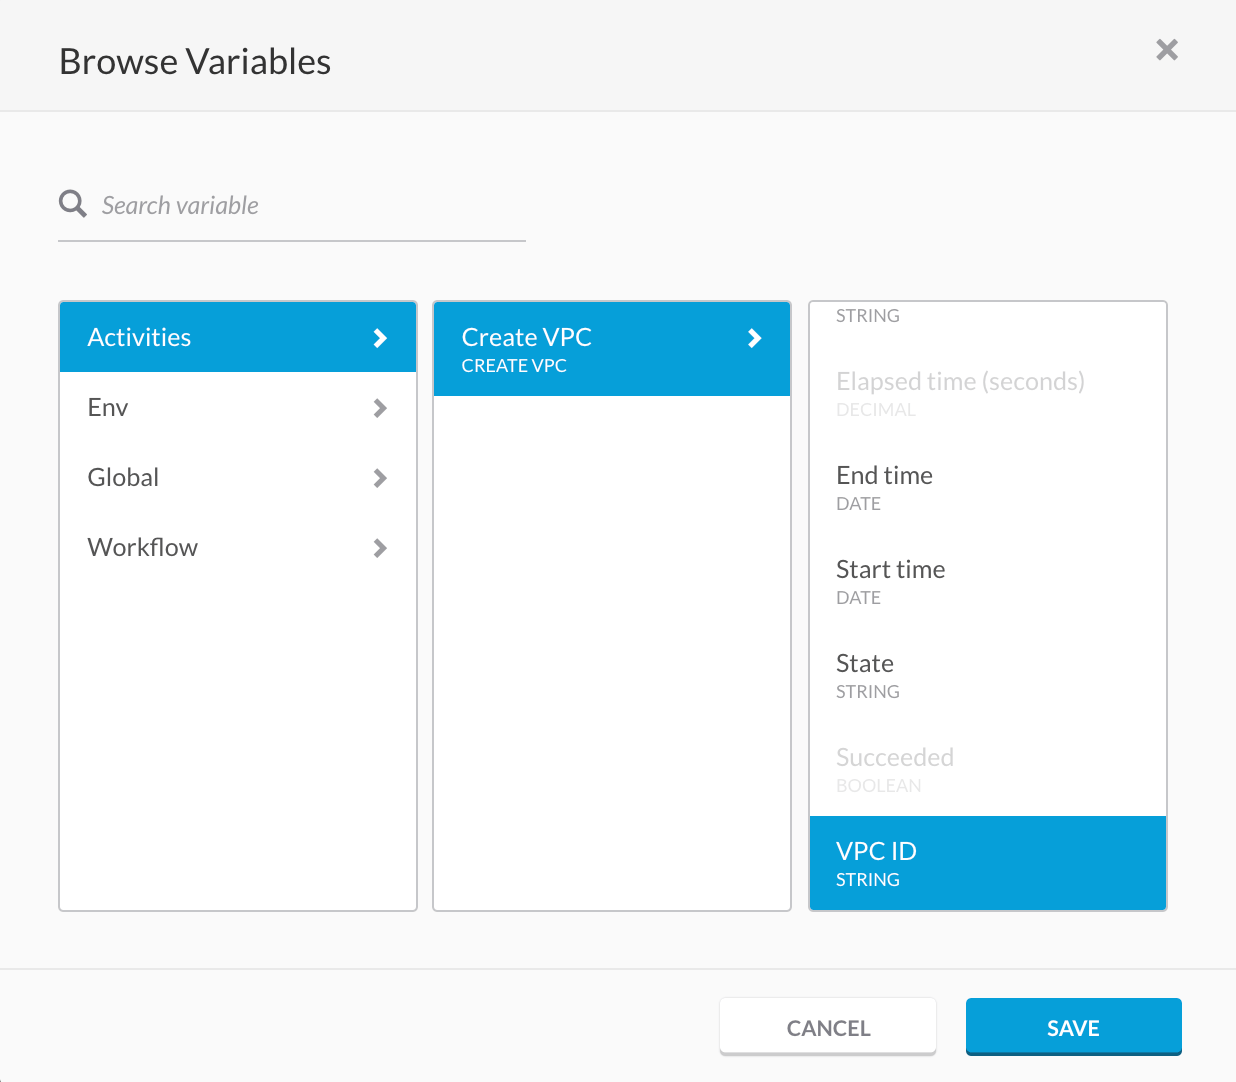 Browse Variables
Search variable
Activities
Env
Global
Workflow
Create VPC
CREATE VPC
STRING
Elapsed time (seconds)
DECIMAL
End time
DATE
Start time
DATE
State
STRING
Succeeded
BOOLEAN
VPC ID
STRING
CANCEL
SAVE